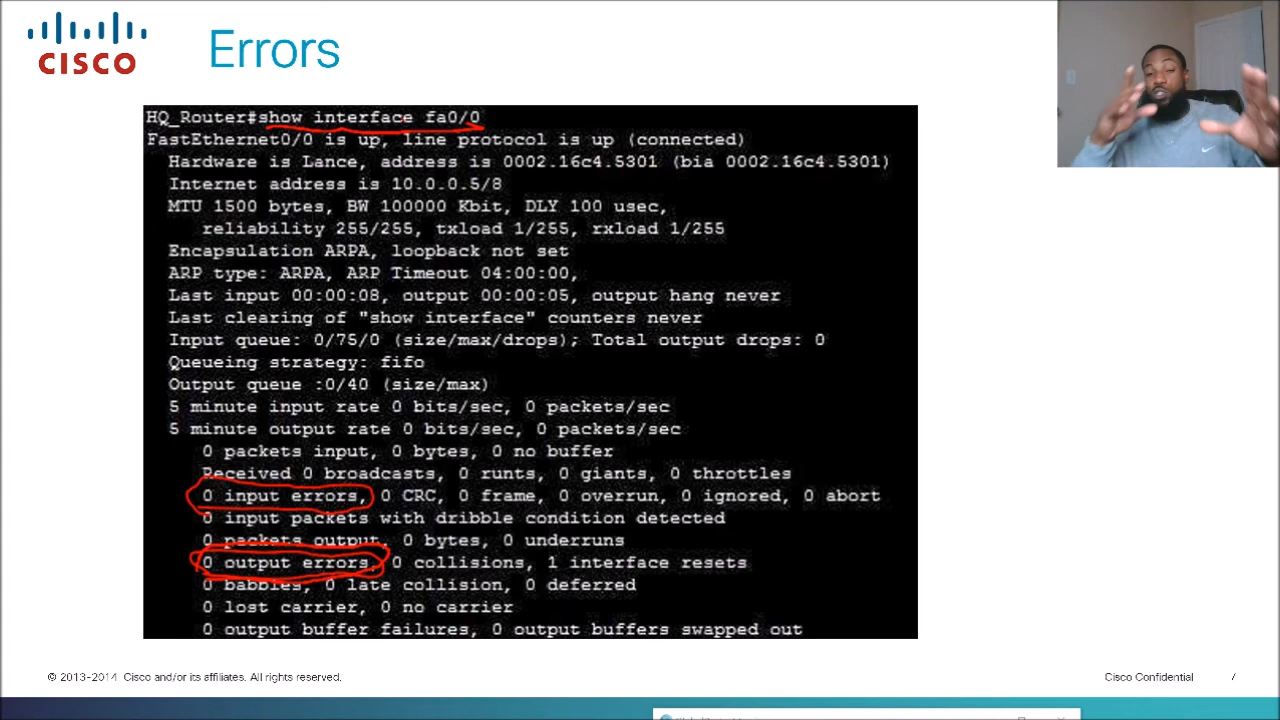 CISCO
Errors
HQ_Router#show interface fa0/0
FastEthernet0/0 is up, line protocol is up (connected)
Hardware is Lance, address is 0002.16c4.5301 (bia 0002.16c4.5301)
Internet address is 10.0.0.5/8
MTU 1500 bytes, BW 100000 Kbit, DLY 100 usec,
reliability 255/255, txload 1/255, rxload 1/255
Encapsulation ARPA, loopback not set
ARP type: ARPA, ARP Timeout 04:00:00,
Last input 00:00:08, output 00:00:05, output hang never
Last clearing of "show interface" counters never
Input queue: 0/75/0 (size/max/drops); Total output drops: 0
Queueing strategy: fifo
Output queue :0/40 (size/max)
5 minute input rate 0 bits/sec, 0 packets/sec
5 minute output rate 0 bits/sec, 0 packets/sec
0 packets input, 0 bytes, 0 no buffer
Received 0 broadcasts, 0 runts, 0 giants, 0 throttles
0 input errors, 0 CRC, 0 frame, 0 overrun, 0 ignored, 0 abort
0 input packets with dribble condition detected
0 packets output, 0 bytes, 0 underruns
0 output errors, 0 collisions, 1 interface resets
0 babbles, 0 late collision, 0 deferred
0 lost carrier, 0 no carrier
0 output buffer failures, 0 output buffers swapped out
© 2013-2014 Cisco and/or its affiliates. All rights reserved.
Cisco Confidential